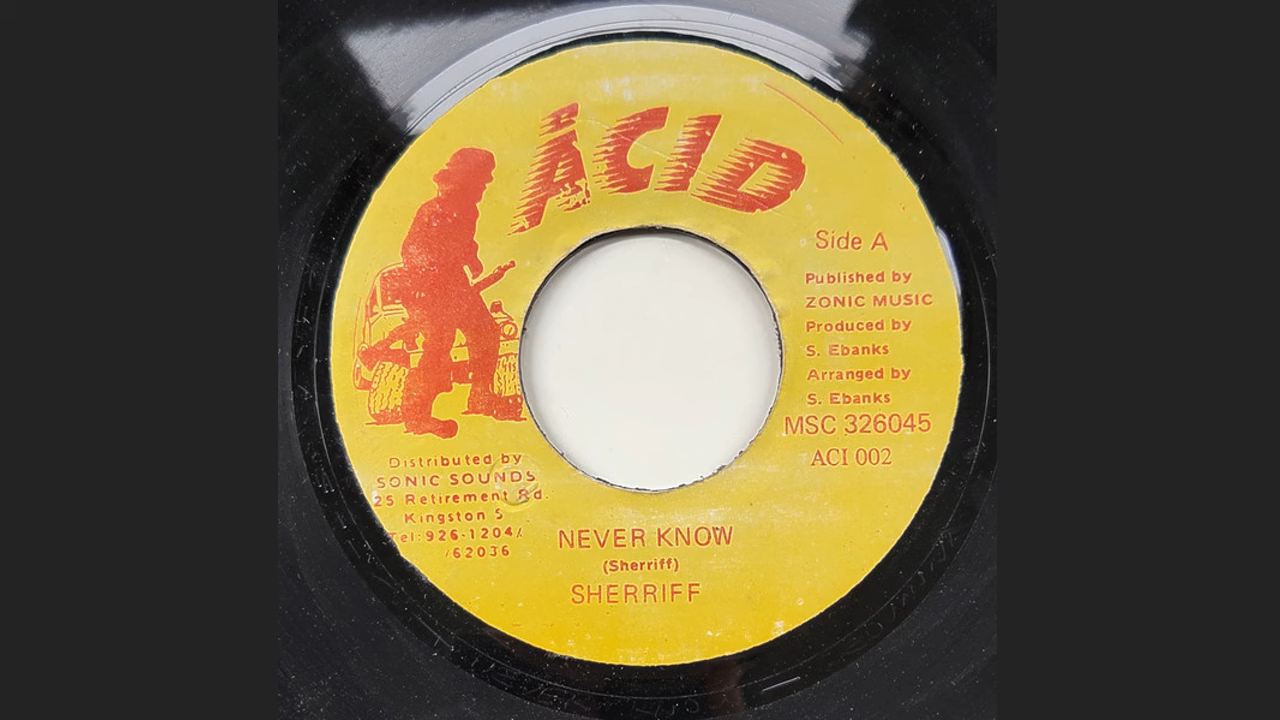 ACID
Side A
Published by
ZONIC MUSIC
Produced by
S. Ebanks
Arranged by
S. Ebanks
MSC 326045
ACI 002
Distributed by
SONIC SOUNDS
25 Retirement Rd.
Kingston 5
Tel:926-1204/
/62036
NEVER KNOW
(Sherriff)
SHERRIFF